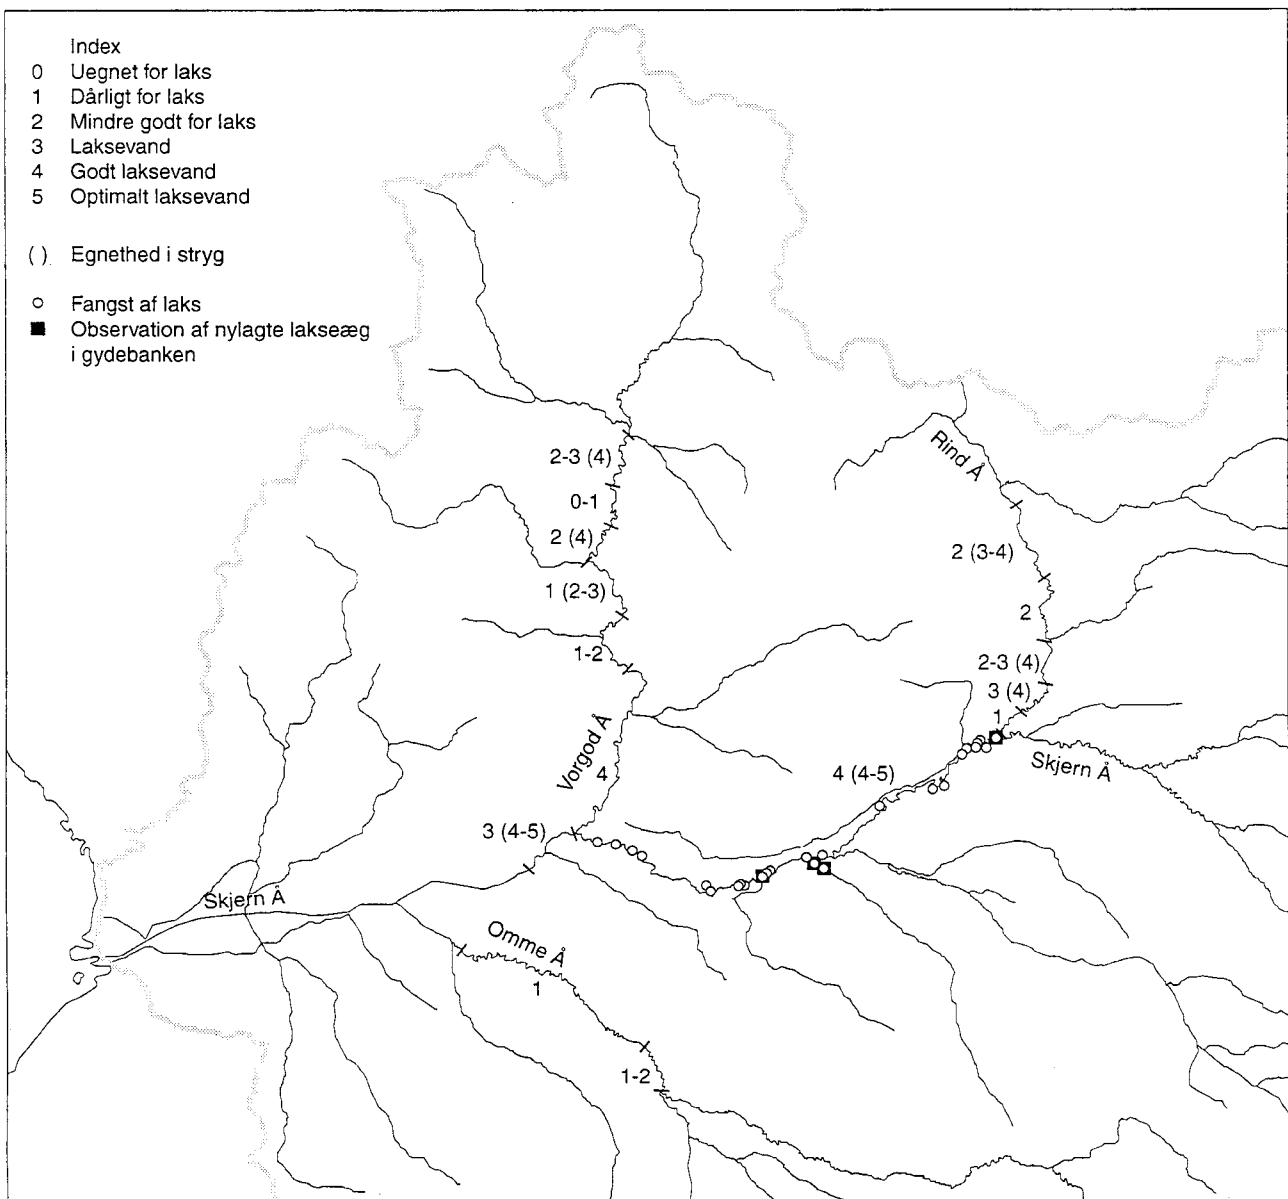 Index
0 Uegnet for laks
1 Dårligt for laks
2 Mindre godt for laks
3 Laksevand
4 Godt laksevand
5 Optimalt laksevand
( ) Egnethed i stryg
Fangst af laks
Observation af nylagte lakseæg
i gydebanken
Rind Å
2-3 (4)
0-1
2 (4)
2 (3-4)
1 (2-3)
2
1-2
2-3 (4)
3 (4)
1
Vorgod Å
Skjern Å
4
4 (4-5)
3 (4-5)
Skjern Å
Omme Å
1
1-2